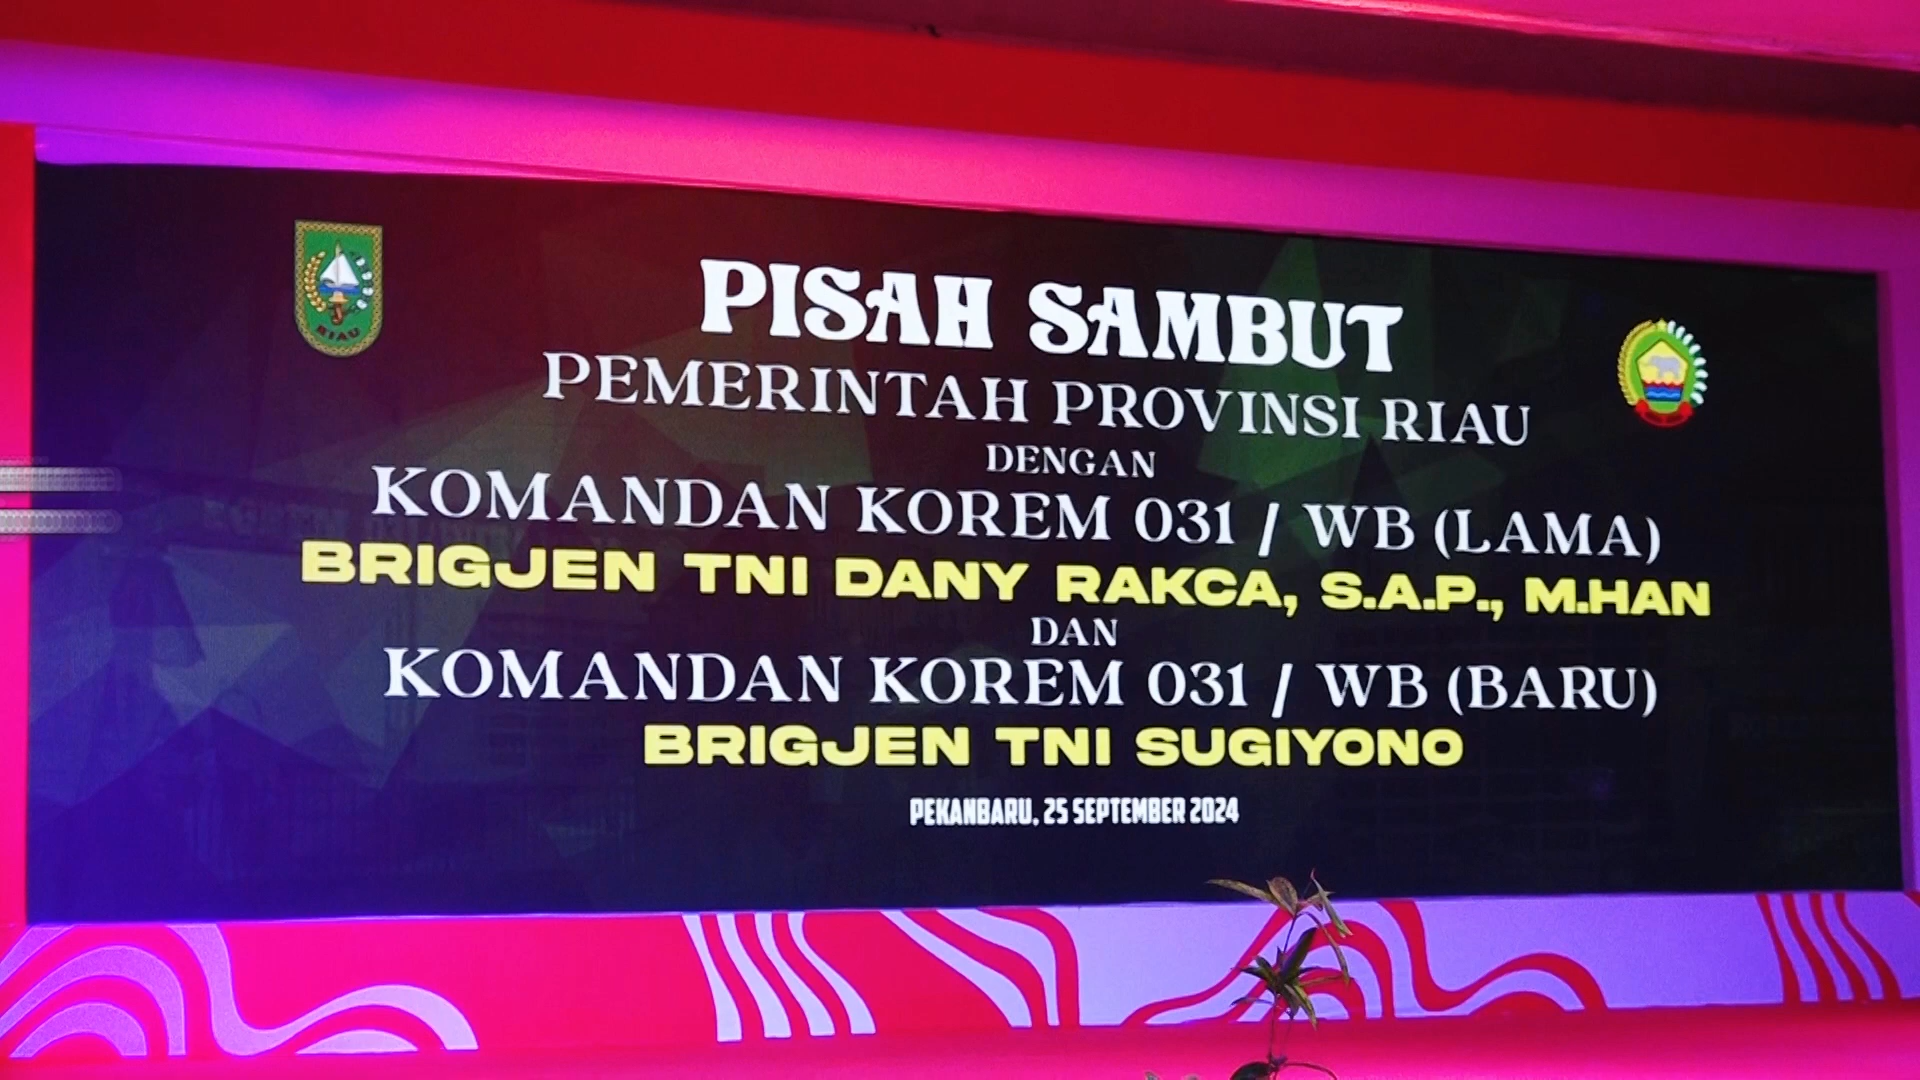 RIAU
PISAH SAMBUT
PEMERINTAH PROVINSI RIAU
DENGAN
KOMANDAN KOREM 031 / WB (LAMA)
BRIGJEN TNI DANY RAKCA, S.A.P., M.HAN
DAN
KOMANDAN KOREM 031 / WB (BARU)
BRIGJEN TNI SUGIYONO
PEKANBARU, 25 SEPTEMBER 2024